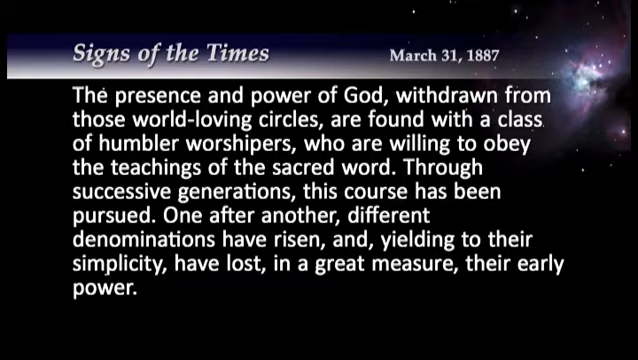 Signs of the Times
March 31, 1887
The presence and power of God, withdrawn from
those world-loving circles, are found with a class
of humbler worshipers, who are willing to obey
the teachings of the sacred word. Through
successive generations, this course has been
pursued. One after another, different
denominations have risen, and, yielding to their
simplicity, have lost, in a great measure, their early
power.